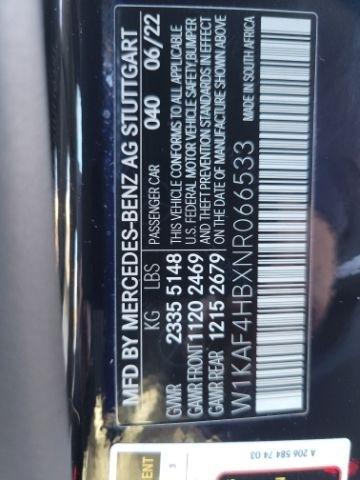 MFD BY MERCEDES-BENZ AG STUTTGART
KG LBS PASSENGER CAR 040 06/22
GVWR 2335 5148 THIS VEHICLE CONFORMS TO ALL APPLICABLE
GAWR FRONT 1120 2469 U.S. FEDERAL MOTOR VEHICLE SAFETY,BUMPER
GAWR REAR 1215 2679 AND THEFT PREVENTION STANDARDS IN EFFECT
ON THE DATE OF MANUFACTURE SHOWN ABOVE
W1KAF4HBXNR066533 MADE IN SOUTH AFRICA
A 206 584 74 03